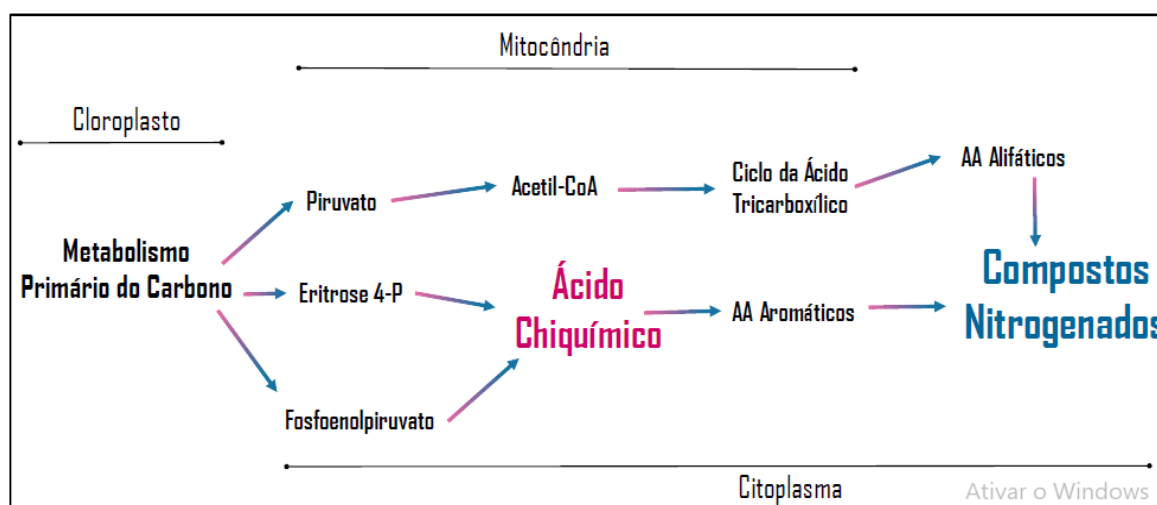 Mitocôndria
Cloroplasto
AA Alifáticos
Ciclo da Ácido
Tricarboxílico
Acetil-CoA
Piruvato
Metabolismo
Primário do Carbono
Eritrose 4-P
Ácido
Chiquímico
AA Aromáticos
Compostos
Nitrogenados
Fosfoenolpiruvato
Citoplasma
Ativar o Windows